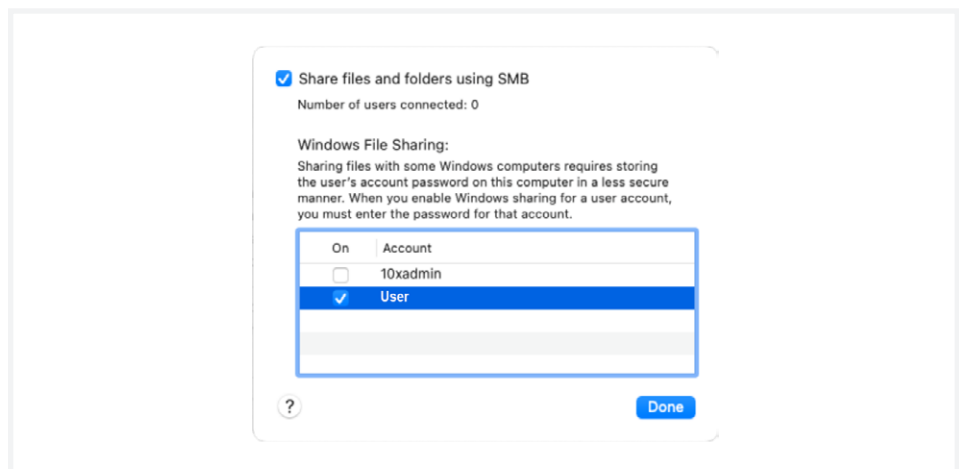 Share files and folders using SMB
Number of users connected: 0
Windows File Sharing:
Sharing files with some Windows computers requires storing
the user's account password on this computer in a less secure
manner. When you enable Windows sharing for a user account,
you must enter the password for that account.
On Account
10xadmin
User
? Done